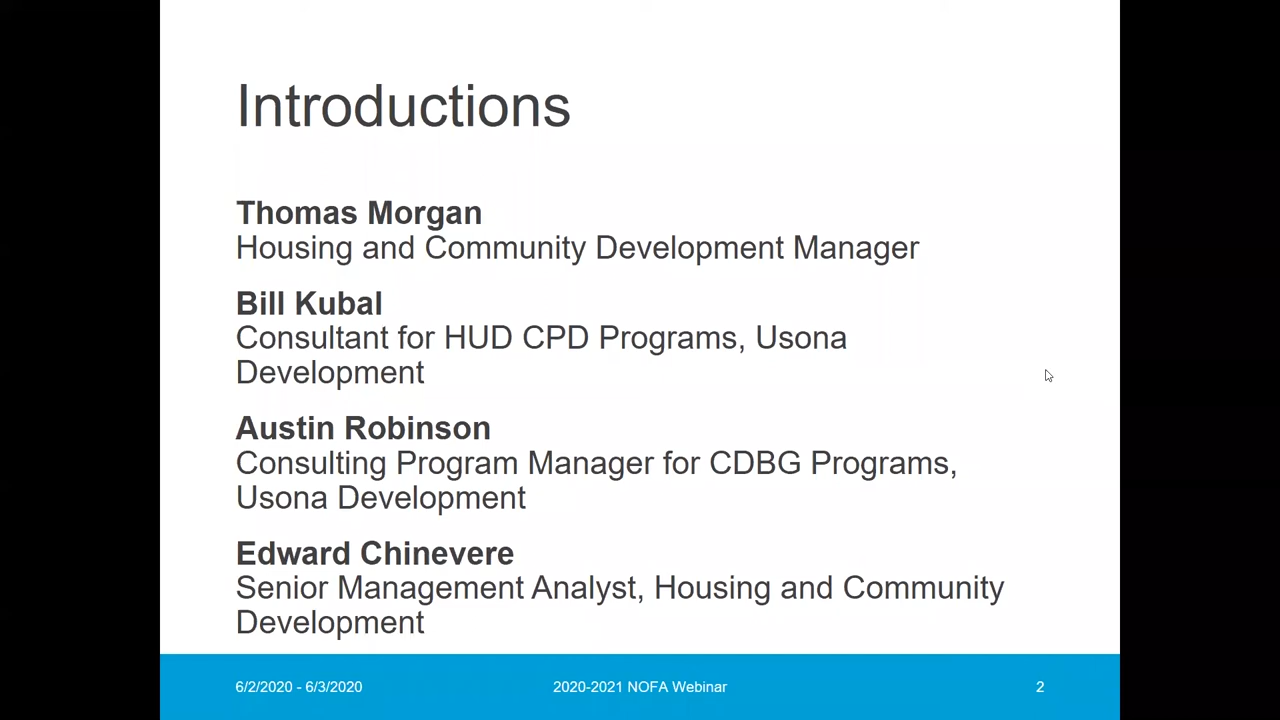 Introductions
Thomas Morgan
Housing and Community Development Manager
Bill Kubal
Consultant for HUD CPD Programs, Usona
Development
Austin Robinson
Consulting Program Manager for CDBG Programs,
Usona Development
Edward Chinevere
Senior Management Analyst, Housing and Community
Development
6/2/2020 - 6/3/2020
2020-2021 NOFA Webinar
2